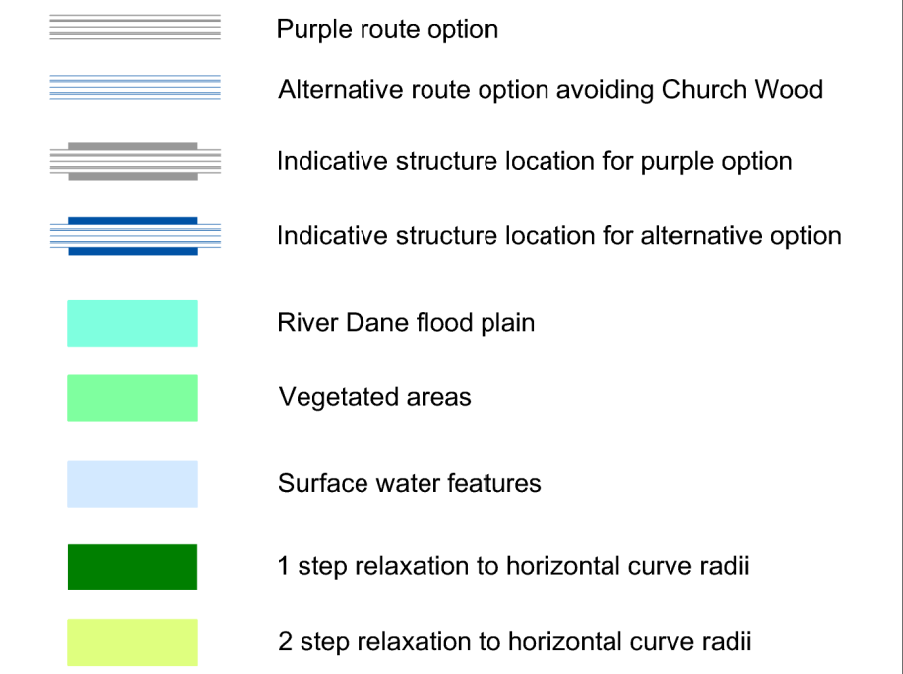 Purple route option
Alternative route option avoiding Church Wood
Indicative structure location for purple option
Indicative structure location for alternative option
River Dane flood plain
Vegetated areas
Surface water features
1 step relaxation to horizontal curve radii
2 step relaxation to horizontal curve radii